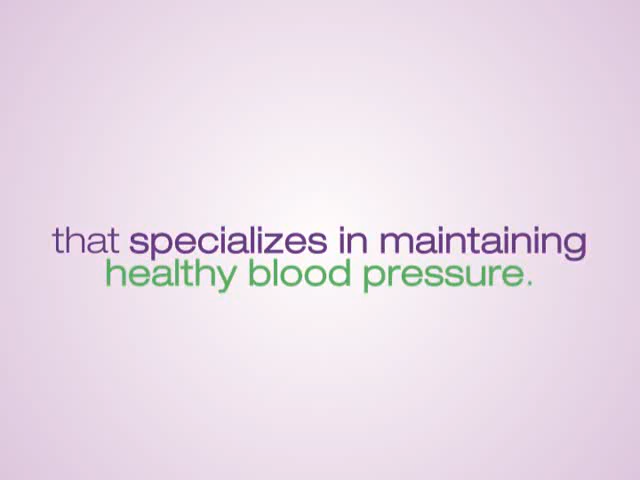 that specializes in maintaining
healthy blood pressure.